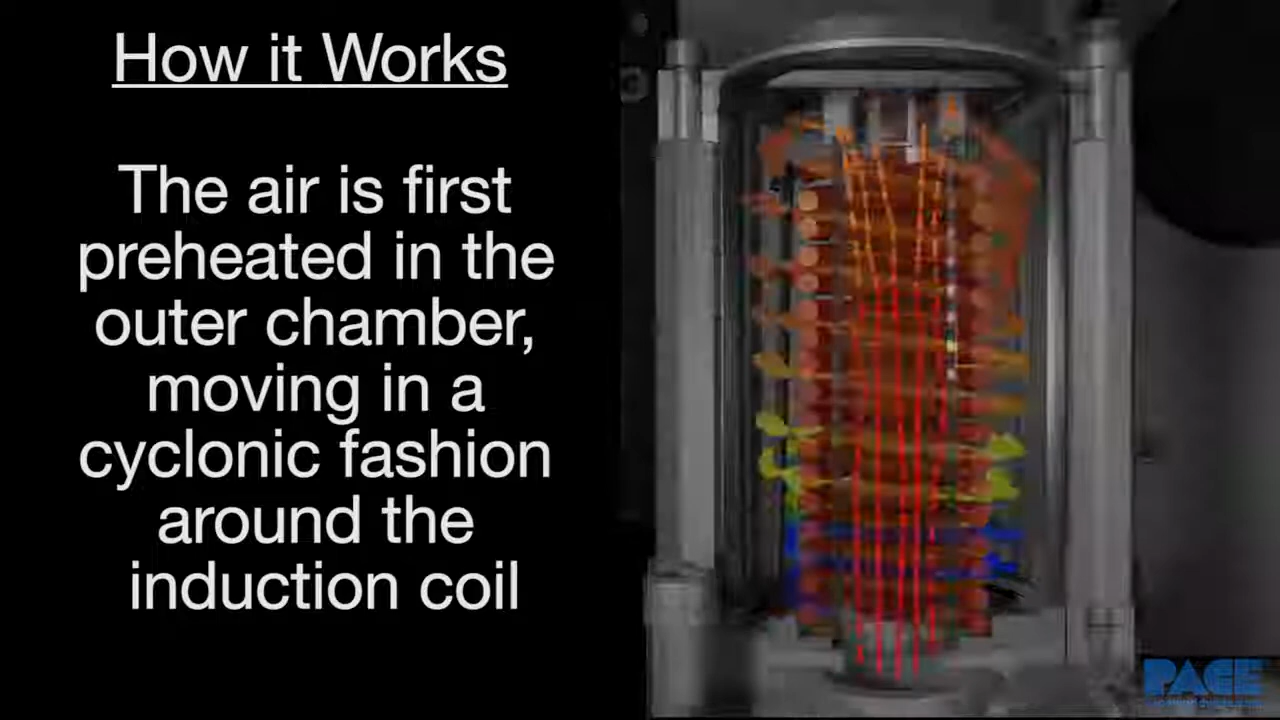 How it Works
The air is first
preheated in the
outer chamber,
moving in a
cyclonic fashion
around the
induction coil
PACE